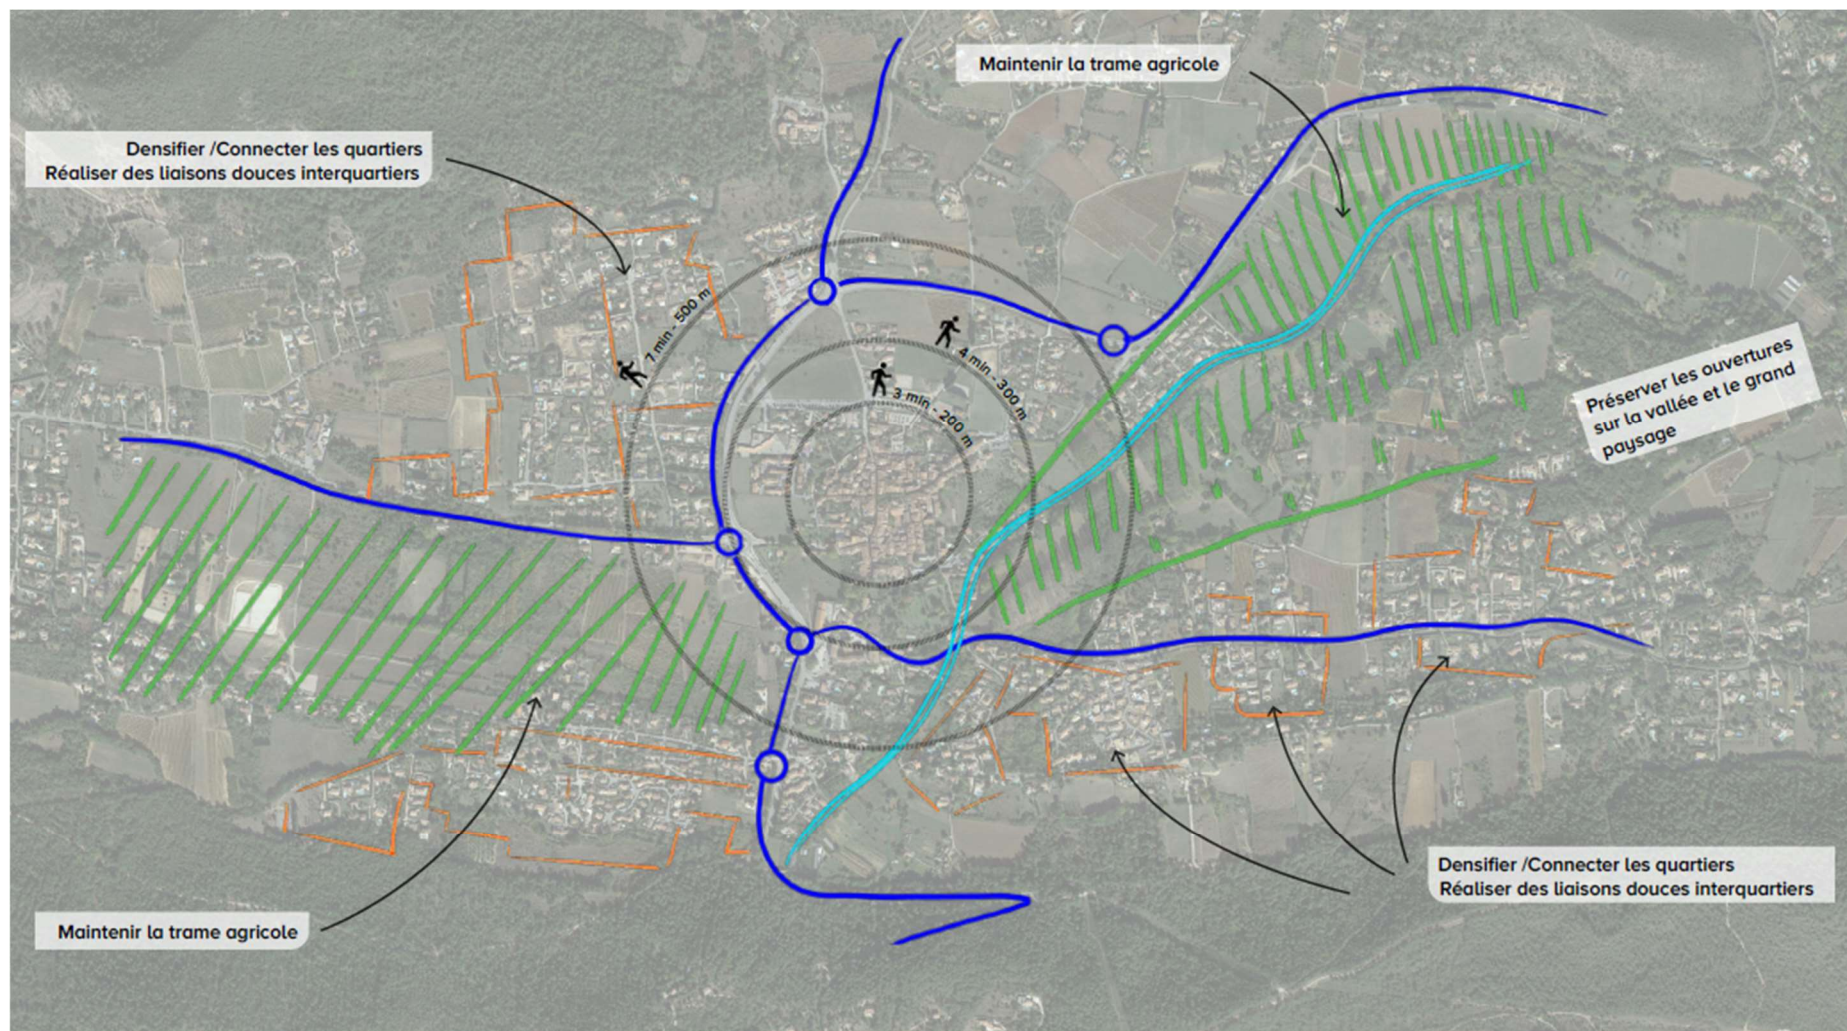 Maintenir la trame agricole
Densifier /Connecter les quartiers
Réaliser des liaisons douces interquartiers
7 min - 500 m
4 min - 300 m
3 min - 200 m
Préserver les ouvertures
sur la vallée et le grand
paysage
Densifier /Connecter les quartiers
Réaliser des liaisons douces interquartiers
Maintenir la trame agricole